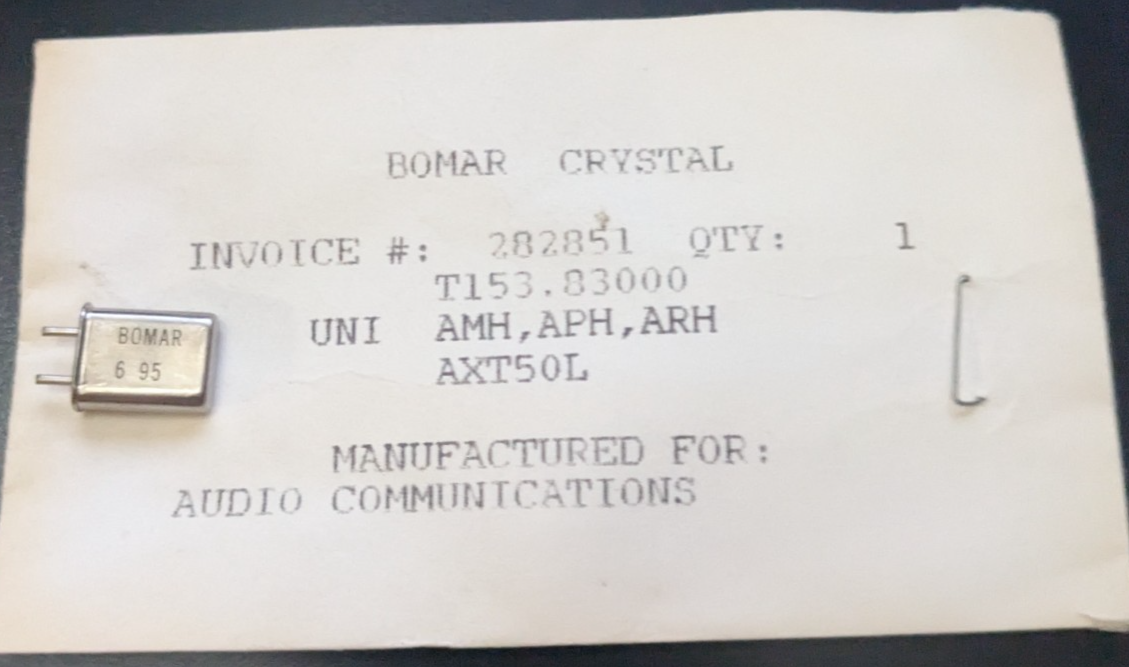 BOMAR CRYSTAL
INVOICE #: 282851 QTY: 1
T153.83000
UNI AMH,APH,ARH
AXT50L
MANUFACTURED FOR:
AUDIO COMMUNICATIONS
BOMAR
6 95